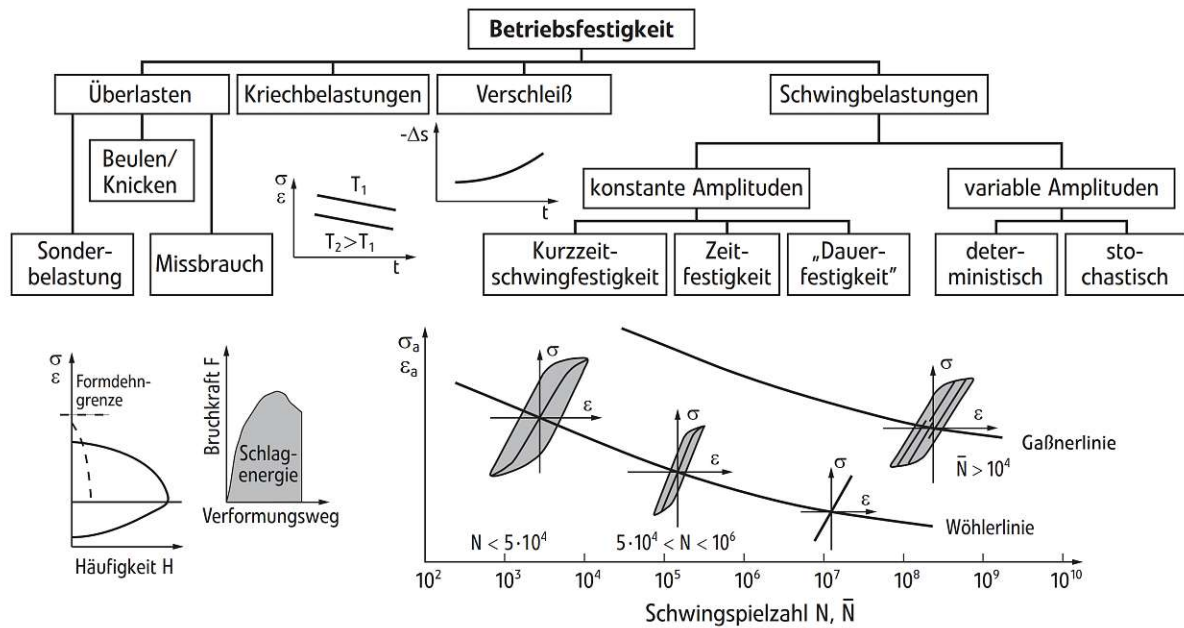 Betriebsfestigkeit
Überlasten
Kriechbelastungen
Verschleiß
Schwingbelastungen
Beulen/
Knicken
Sonder-
belastung
Missbrauch
σ
ε
T₁
T₂>T₁
t
-Δs
t
konstante Amplituden
variable Amplituden
Kurzzeit-
schwingfestigkeit
Zeit-
festigkeit
„Dauer-
festigkeit”
deter-
ministisch
sto-
chastisch
σ
ε
Formdehn-
grenze
Häufigkeit H
Bruchkraft F
Schlag-
energie
Verformungsweg
σₐ
εₐ
σ
ε
σ
ε
σ
ε
σ
ε
N̅ > 10⁴
Gaßnerlinie
Wöhlerlinie
N < 5·10⁴
5·10⁴ < N < 10⁶
10² 10³ 10⁴ 10⁵ 10⁶ 10⁷ 10⁸ 10⁹ 10¹⁰
Schwingspielzahl N, N̅